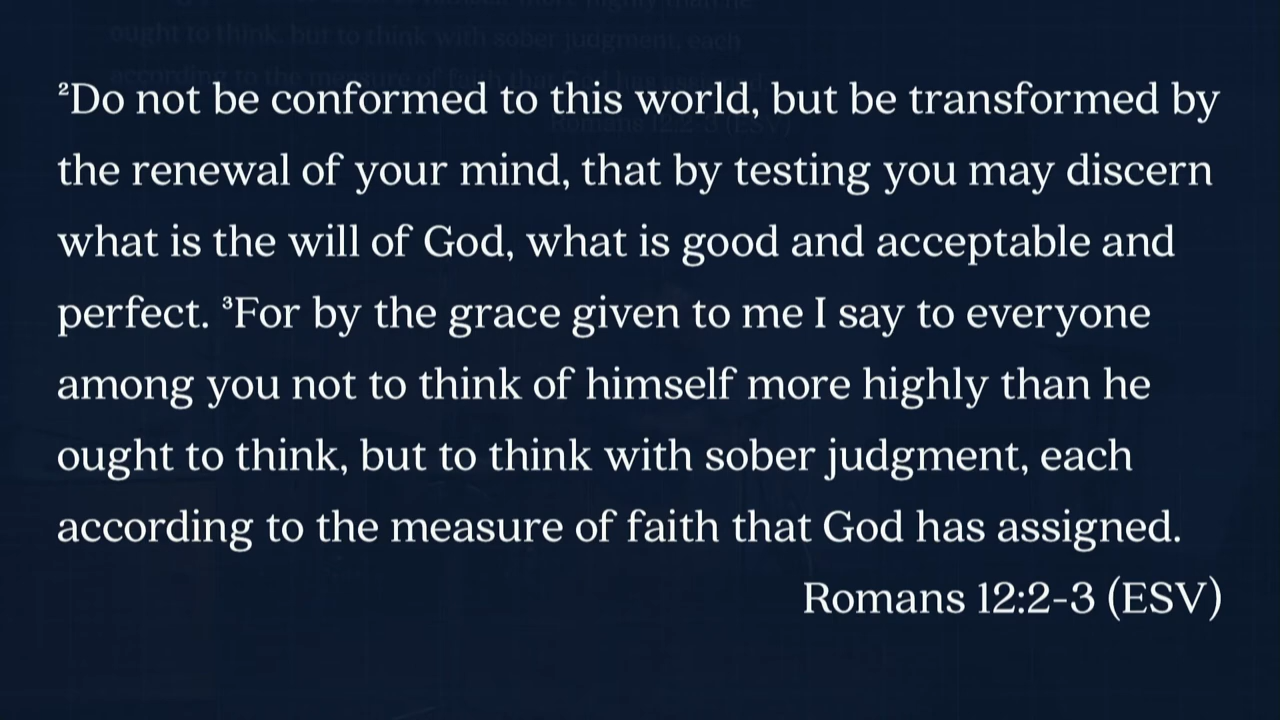 ²Do not be conformed to this world, but be transformed by
the renewal of your mind, that by testing you may discern
what is the will of God, what is good and acceptable and
perfect. ³For by the grace given to me I say to everyone
among you not to think of himself more highly than he
ought to think, but to think with sober judgment, each
according to the measure of faith that God has assigned.
Romans 12:2-3 (ESV)